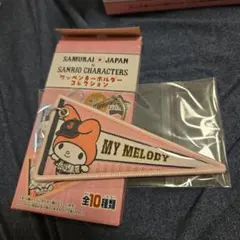 SAMURAI ★ JAPAN
×
SANRIO CHARACTERS
ワッペンキーホルダー
コレクション
MY MELODY
全10種類